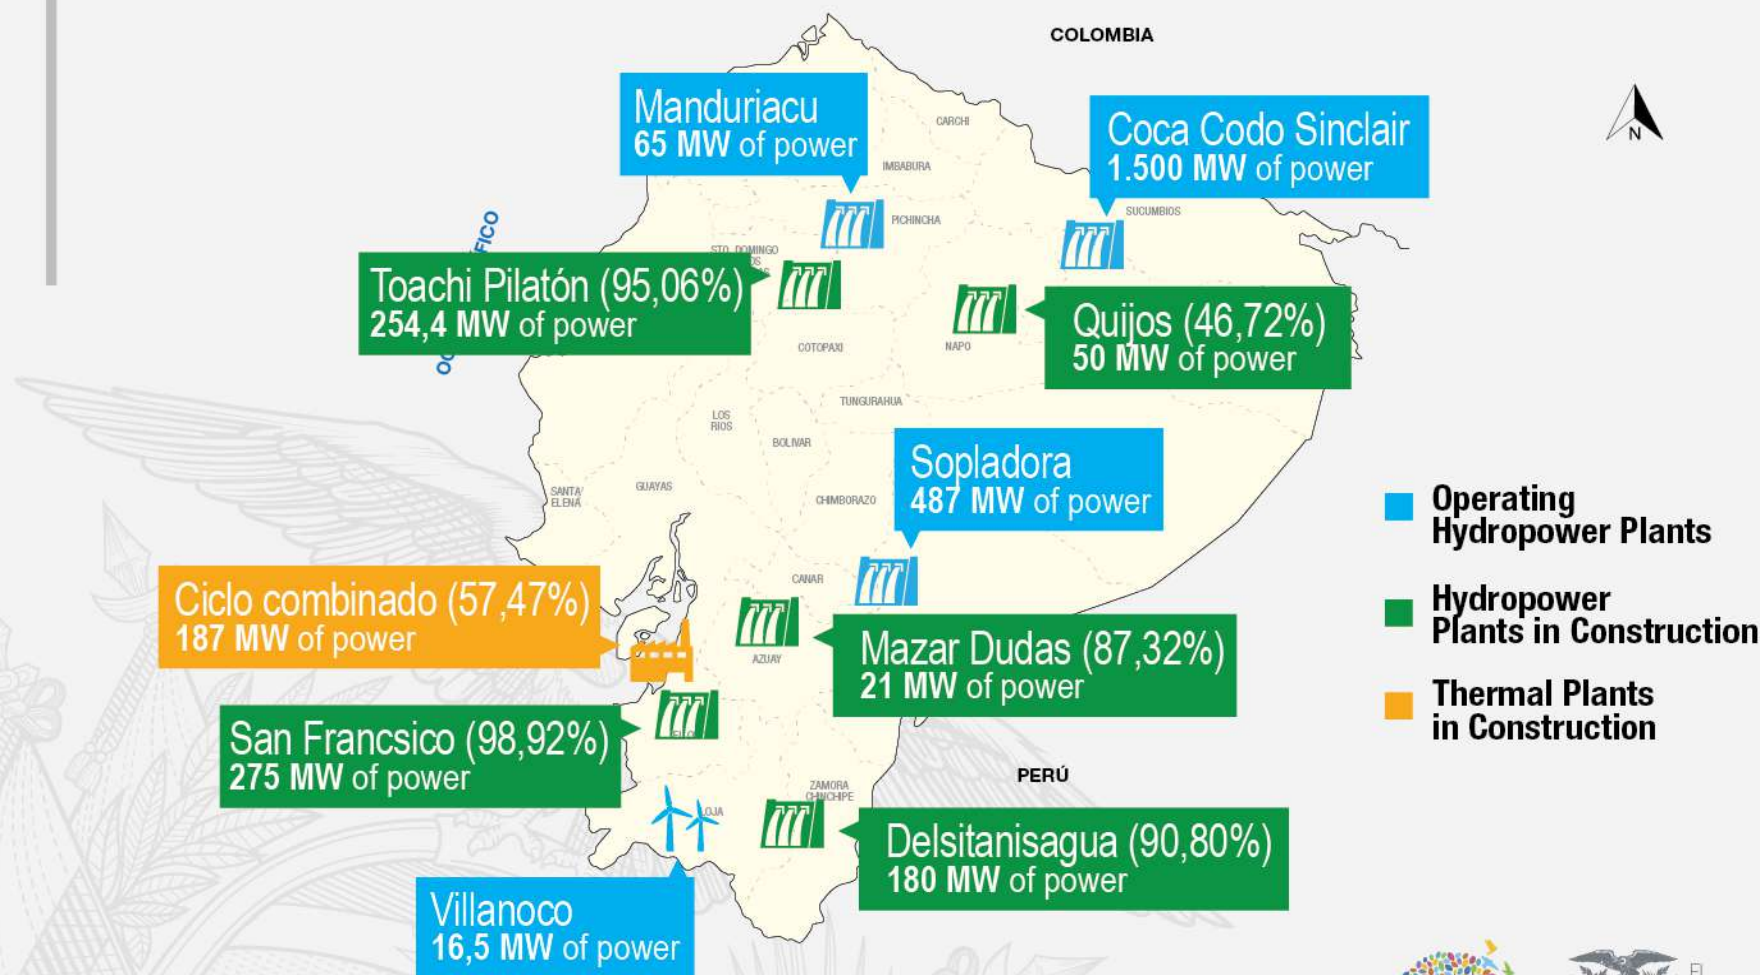 COLOMBIA
Manduriacu
65 MW of power
CARCHI
Coca Codo Sinclair
1.500 MW of power
N
IMBABURA
SUCUMBIOS
PICHINCHA
STO. DOMINGO
Toachi Pilatón (95,06%)
254,4 MW of power
Quijos (46,72%)
50 MW of power
COTOPAXI
NAPO
TUNGURAHUA
LOS
RIOS
BOLIVAR
Sopladora
487 MW of power
GUAYAS
SANTA
ELENA
CHIMBORAZO
Operating
Hydropower Plants
CANAR
Ciclo combinado (57,47%)
187 MW of power
Hydropower
Plants in Construction
Mazar Dudas (87,32%)
21 MW of power
AZUAY
Thermal Plants
in Construction
San Francsico (98,92%)
275 MW of power
PERÚ
ZAMORA
CHINCHIPE
LOJA
Delsitanisagua (90,80%)
180 MW of power
Villanoco
16,5 MW of power